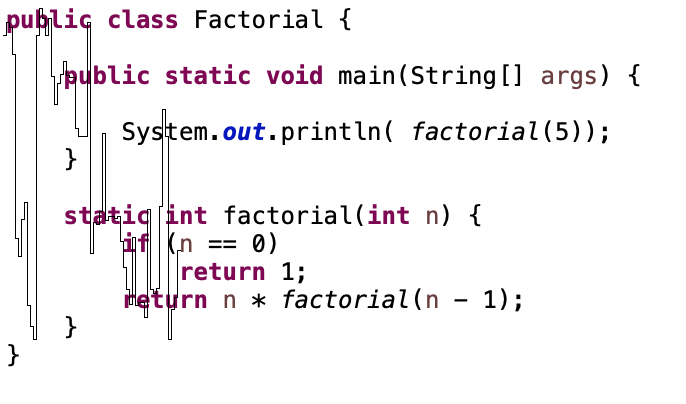 public class Factorial {
public static void main(String[] args) {
System.out.println( factorial(5));
}
static int factorial(int n) {
if (n == 0)
return 1;
return n * factorial(n - 1);
}
}